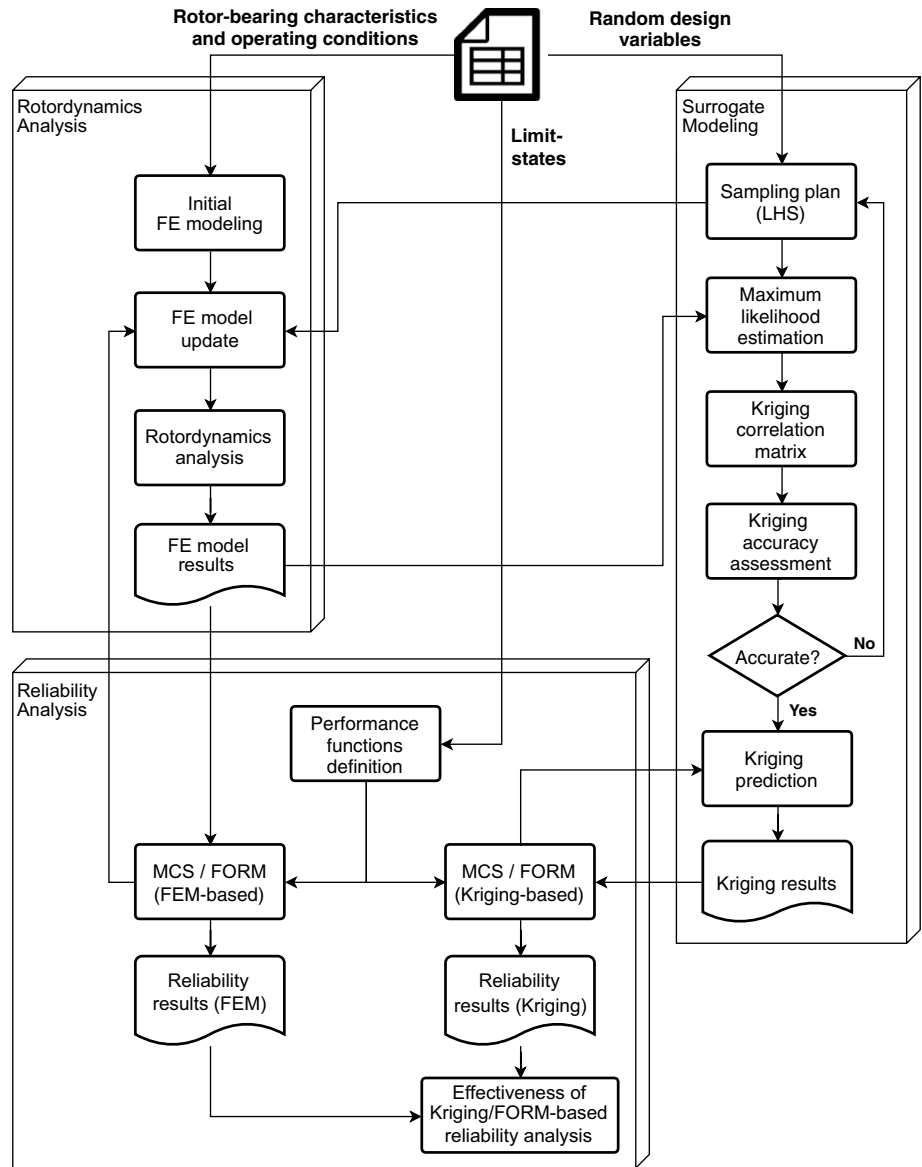 Rotor-bearing characteristics
and operating conditions
Random design
variables
Limit-
states
Rotordynamics
Analysis
Initial
FE modeling
FE model
update
Rotordynamics
analysis
FE model
results
Surrogate
Modeling
Sampling plan
(LHS)
Maximum
likelihood
estimation
Kriging
correlation
matrix
Kriging
accuracy
assessment
Accurate?
No
Yes
Kriging
prediction
Kriging results
Reliability
Analysis
Performance
functions
definition
MCS / FORM
(FEM-based)
MCS / FORM
(Kriging-based)
Reliability
results (FEM)
Reliability
results (Kriging)
Effectiveness of
Kriging/FORM-based
reliability analysis